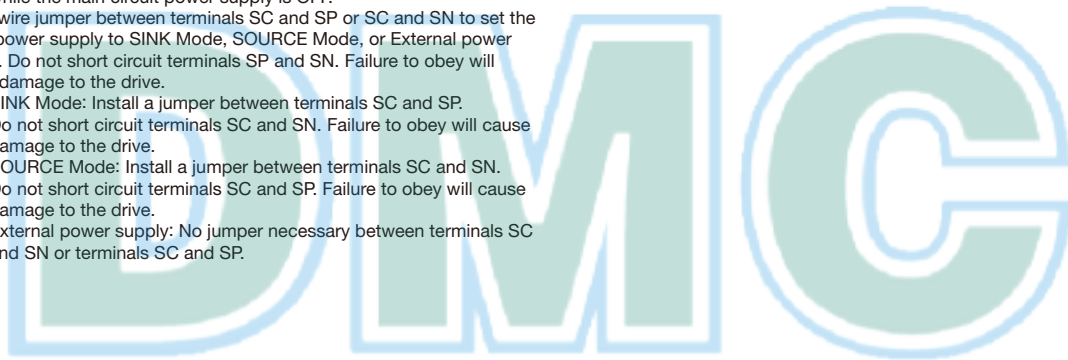 while the main circuit power supply is OFF.
wire jumper between terminals SC and SP or SC and SN to set the
power supply to SINK Mode, SOURCE Mode, or External power
. Do not short circuit terminals SP and SN. Failure to obey will
damage to the drive.
INK Mode: Install a jumper between terminals SC and SP.
Do not short circuit terminals SC and SN. Failure to obey will cause
amage to the drive.
OURCE Mode: Install a jumper between terminals SC and SN.
Do not short circuit terminals SC and SP. Failure to obey will cause
amage to the drive.
xternal power supply: No jumper necessary between terminals SC
nd SN or terminals SC and SP.
DMC